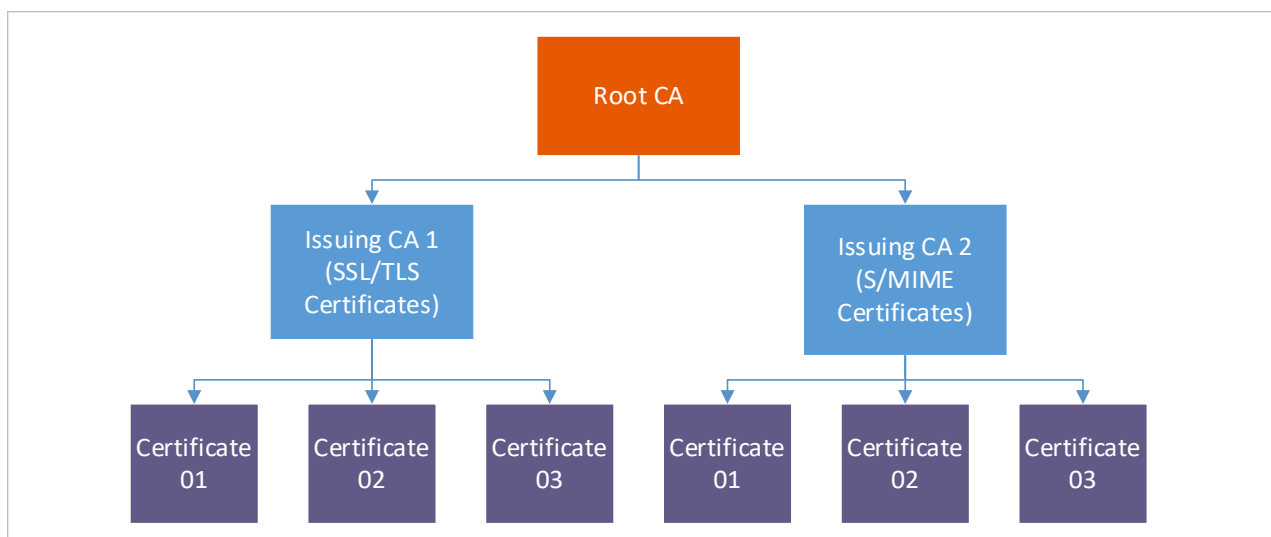 Root CA
Issuing CA 1
(SSL/TLS
Certificates)
Issuing CA 2
(S/MIME
Certificates)
Certificate
01
Certificate
02
Certificate
03
Certificate
01
Certificate
02
Certificate
03